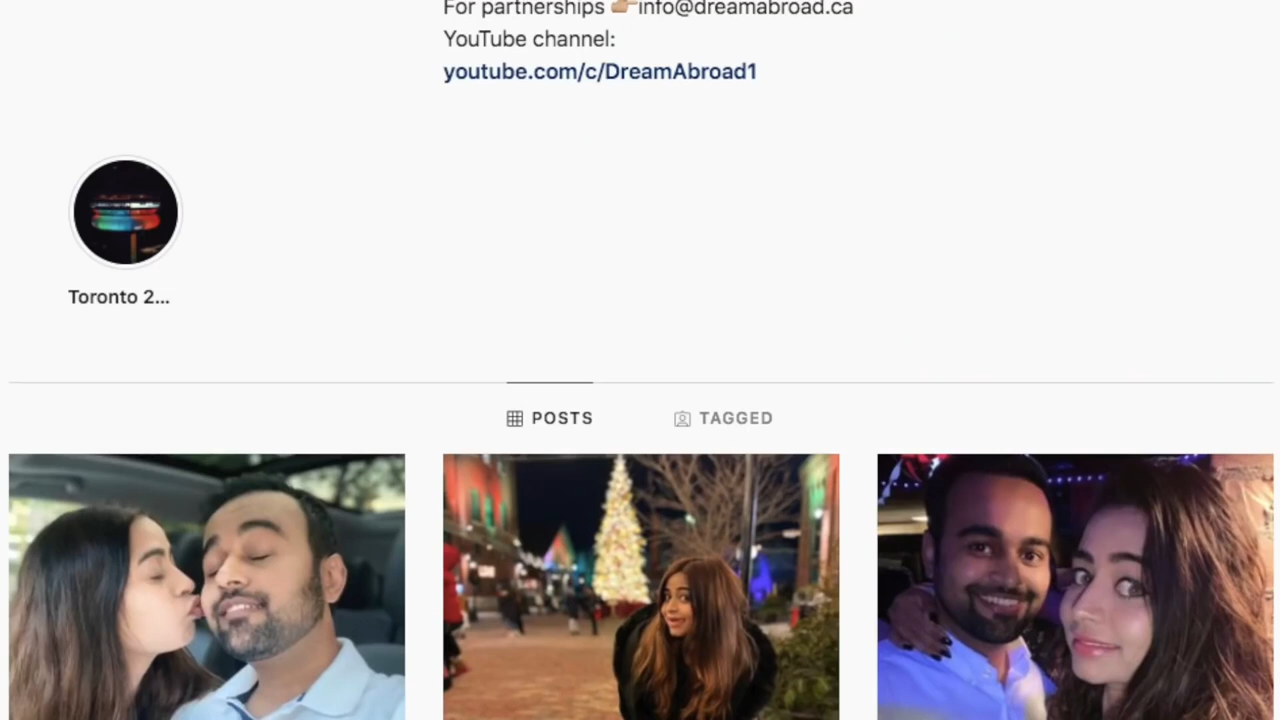 For partnerships 👉🏼info@dreamabroad.ca
YouTube channel:
youtube.com/c/DreamAbroad1
Toronto 2...
POSTS
TAGGED